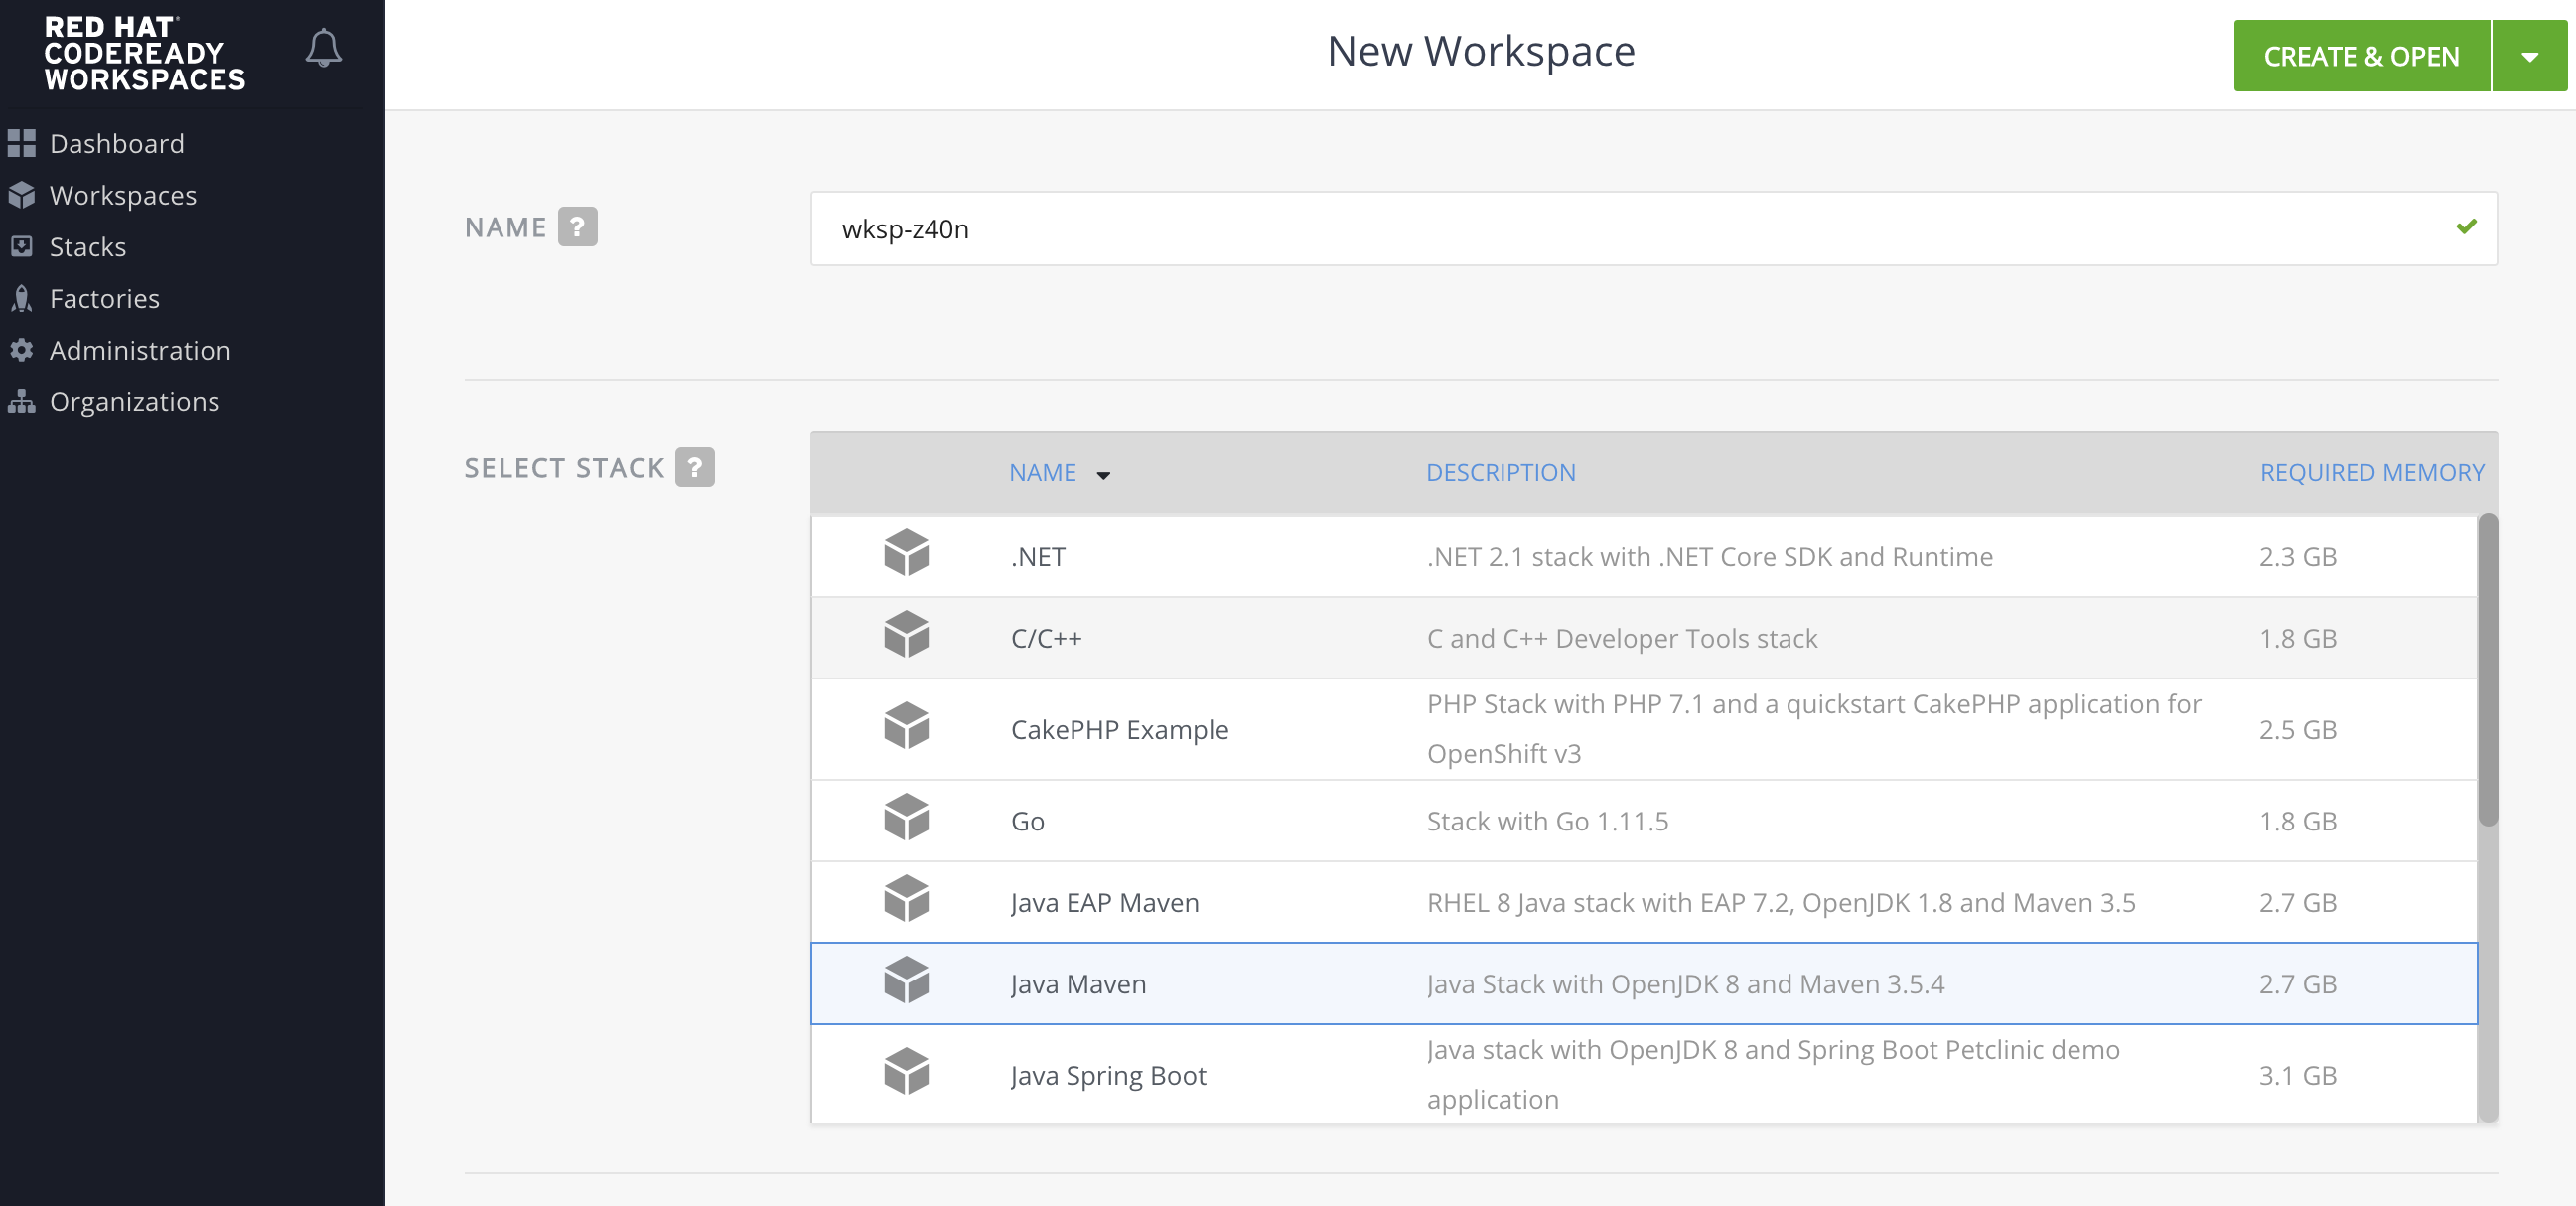 RED HAT
CODEREADY
WORKSPACES
Dashboard
Workspaces
Stacks
Factories
Administration
Organizations
New Workspace
CREATE & OPEN
NAME ?
wksp-z40n
SELECT STACK ?
NAME DESCRIPTION REQUIRED MEMORY
.NET .NET 2.1 stack with .NET Core SDK and Runtime 2.3 GB
C/C++ C and C++ Developer Tools stack 1.8 GB
CakePHP Example PHP Stack with PHP 7.1 and a quickstart CakePHP application for
OpenShift v3 2.5 GB
Go Stack with Go 1.11.5 1.8 GB
Java EAP Maven RHEL 8 Java stack with EAP 7.2, OpenJDK 1.8 and Maven 3.5 2.7 GB
Java Maven Java Stack with OpenJDK 8 and Maven 3.5.4 2.7 GB
Java Spring Boot Java stack with OpenJDK 8 and Spring Boot Petclinic demo
application 3.1 GB